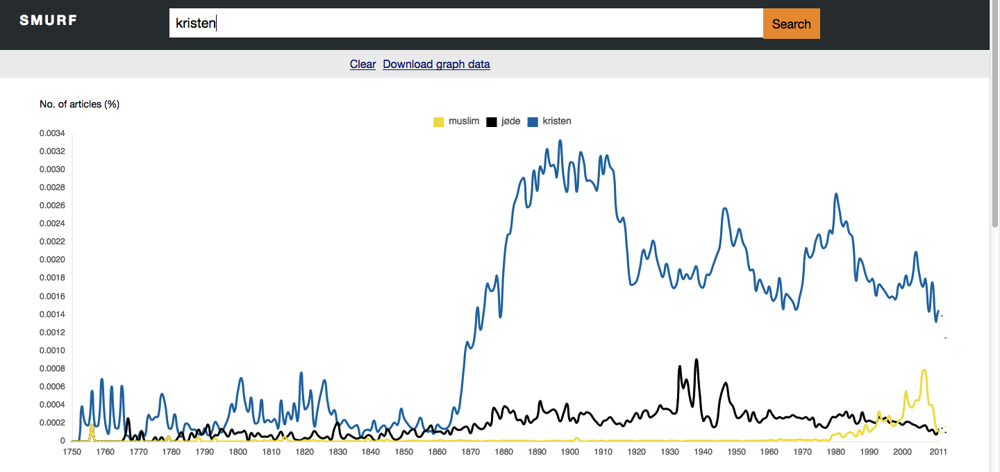 SMURF
kristen
Search
Clear Download graph data
No. of articles (%)
muslim jøde kristen
0.0034
0.0032
0.0030
0.0028
0.0026
0.0024
0.0022
0.0020
0.0018
0.0016
0.0014
0.0012
0.0010
0.0008
0.0006
0.0004
0.0002
0
1750 1760 1770 1780 1790 1800 1810 1820 1830 1840 1850 1860 1870 1880 1890 1900 1910 1920 1930 1940 1950 1960 1970 1980 1990 2000 2011